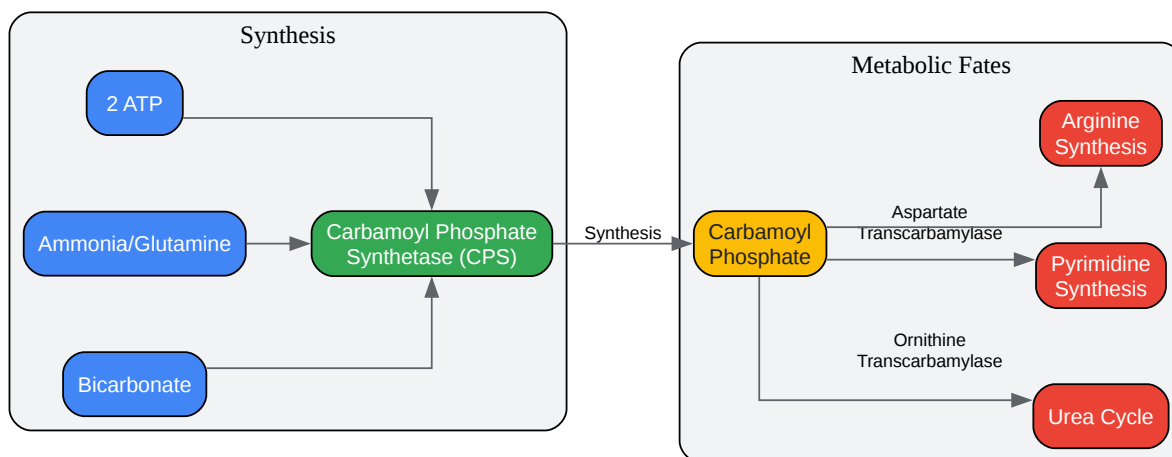 Synthesis
2 ATP
Ammonia/Glutamine
Carbamoyl Phosphate
Synthetase (CPS)
Bicarbonate
Synthesis
Metabolic Fates
Carbamoyl
Phosphate
Arginine
Synthesis
Aspartate
Transcarbamylase
Pyrimidine
Synthesis
Ornithine
Transcarbamylase
Urea Cycle